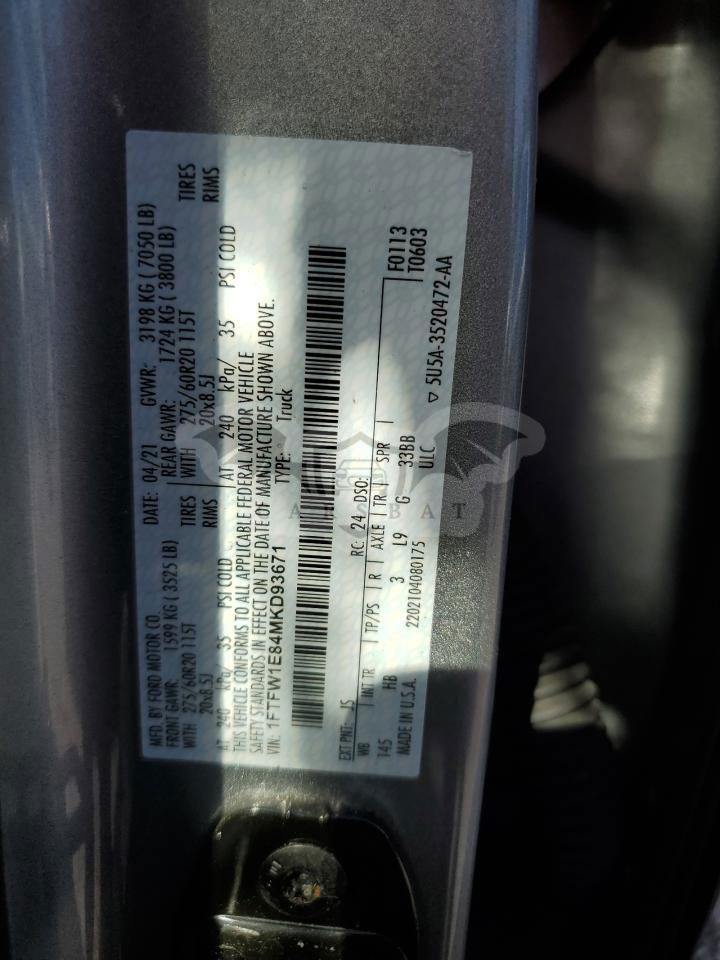 MFD. BY FORD MOTOR CO.
DATE: 04/21 GVWR: 3198 KG ( 7050 LB)
FRONT GAWR: 1599 KG ( 3525 LB)
REAR GAWR: 1724 KG ( 3800 LB)
WITH 275/60R20 115T TIRES
WITH 275/60R20 115T TIRES
20x8.5J RIMS
20x8.5J RIMS
AT 240 kPa/ 35 PSI COLD
AT 240 kPa/ 35 PSI COLD
THIS VEHICLE CONFORMS TO ALL APPLICABLE FEDERAL MOTOR VEHICLE
SAFETY STANDARDS IN EFFECT ON THE DATE OF MANUFACTURE SHOWN ABOVE.
VIN: 1FTFW1E84MKD93671 TYPE: Truck
EXT PNT: JS RC: 24 DSO: F0113
T0603
WB INT TR TP/PS R AXLE TR SPR
145 HB 3 L9 G 33BB
MADE IN U.S.A. 2202104080175 ULC
▽ 5U5A-3520472-AA